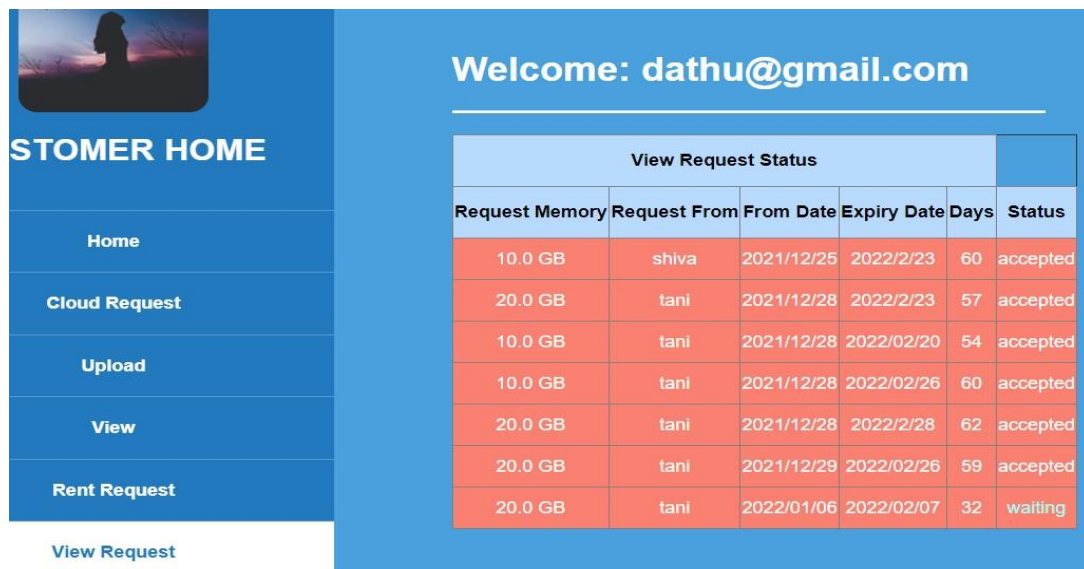 STOMER HOME
Home
Cloud Request
Upload
View
Rent Request
View Request
Welcome: dathu@gmail.com
View Request Status
Request Memory Request From From Date Expiry Date Days Status
10.0 GB shiva 2021/12/25 2022/2/23 60 accepted
20.0 GB tani 2021/12/28 2022/2/23 57 accepted
10.0 GB tani 2021/12/28 2022/02/20 54 accepted
10.0 GB tani 2021/12/28 2022/02/26 60 accepted
20.0 GB tani 2021/12/28 2022/2/28 62 accepted
20.0 GB tani 2021/12/29 2022/02/26 59 accepted
20.0 GB tani 2022/01/06 2022/02/07 32 waiting